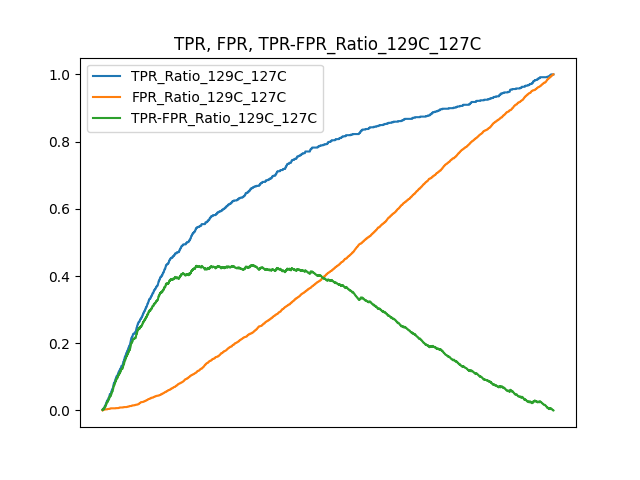 TPR, FPR, TPR-FPR_Ratio_129C_127C
TPR_Ratio_129C_127C
FPR_Ratio_129C_127C
TPR-FPR_Ratio_129C_127C
1.0
0.8
0.6
0.4
0.2
0.0